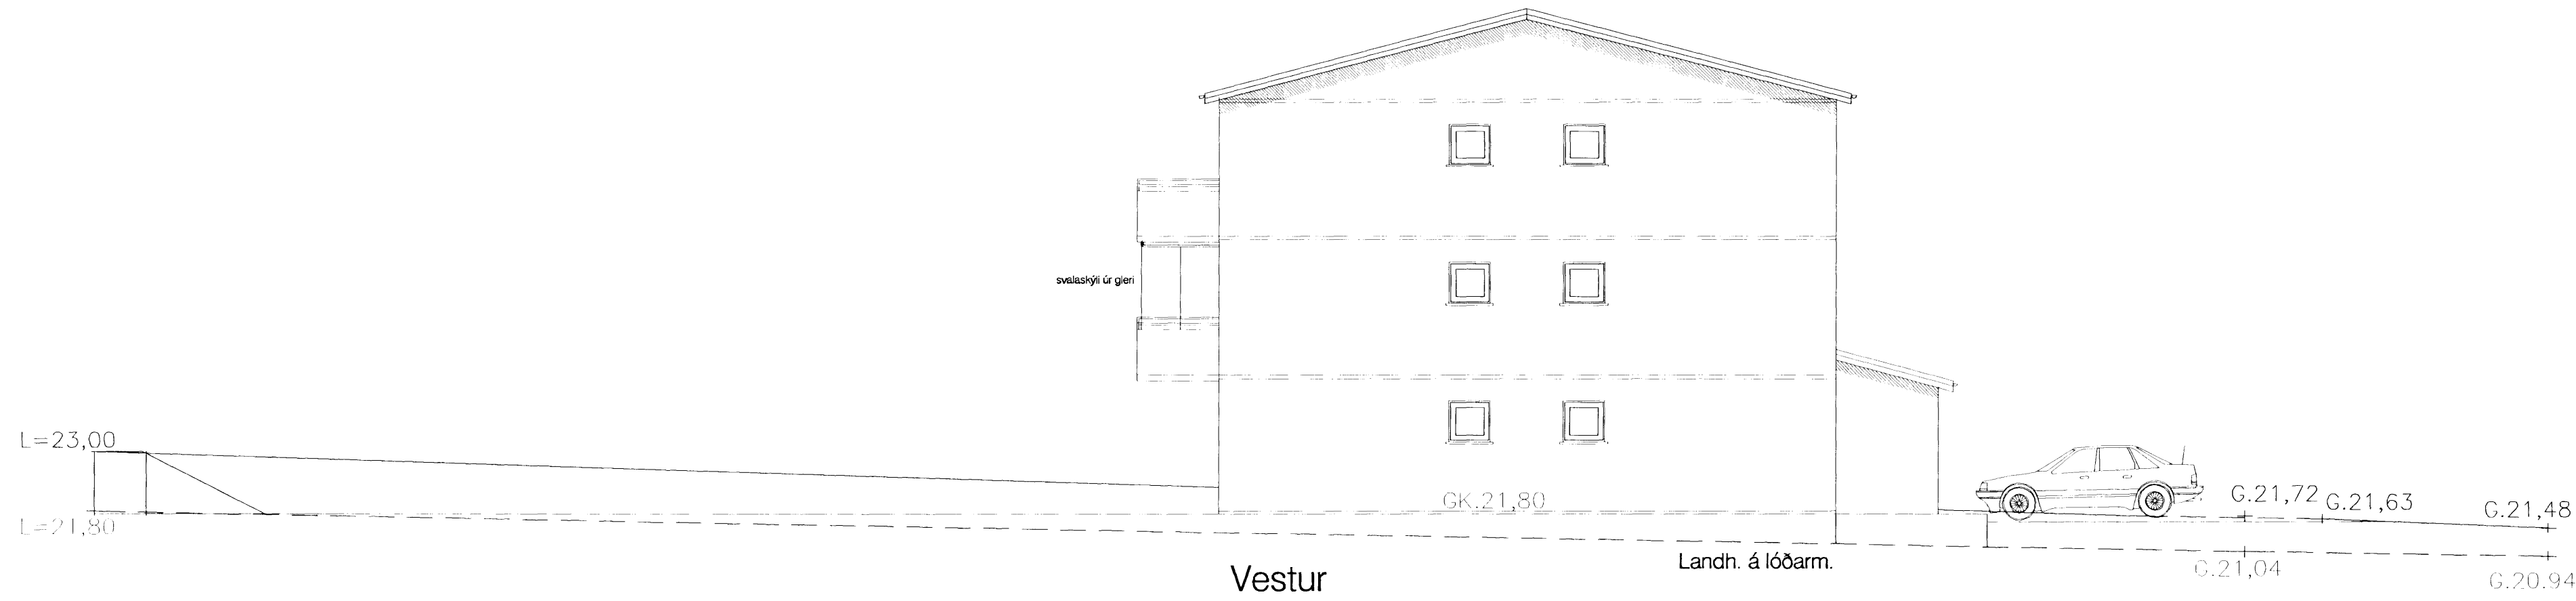 svalaskýli úr gleri
L=23,00
L=21,80
GK.21,80
G.21,72
G.21,63
G.21,48
Landh. á lóðarm.
G.21,04
G.20.94
Vestur